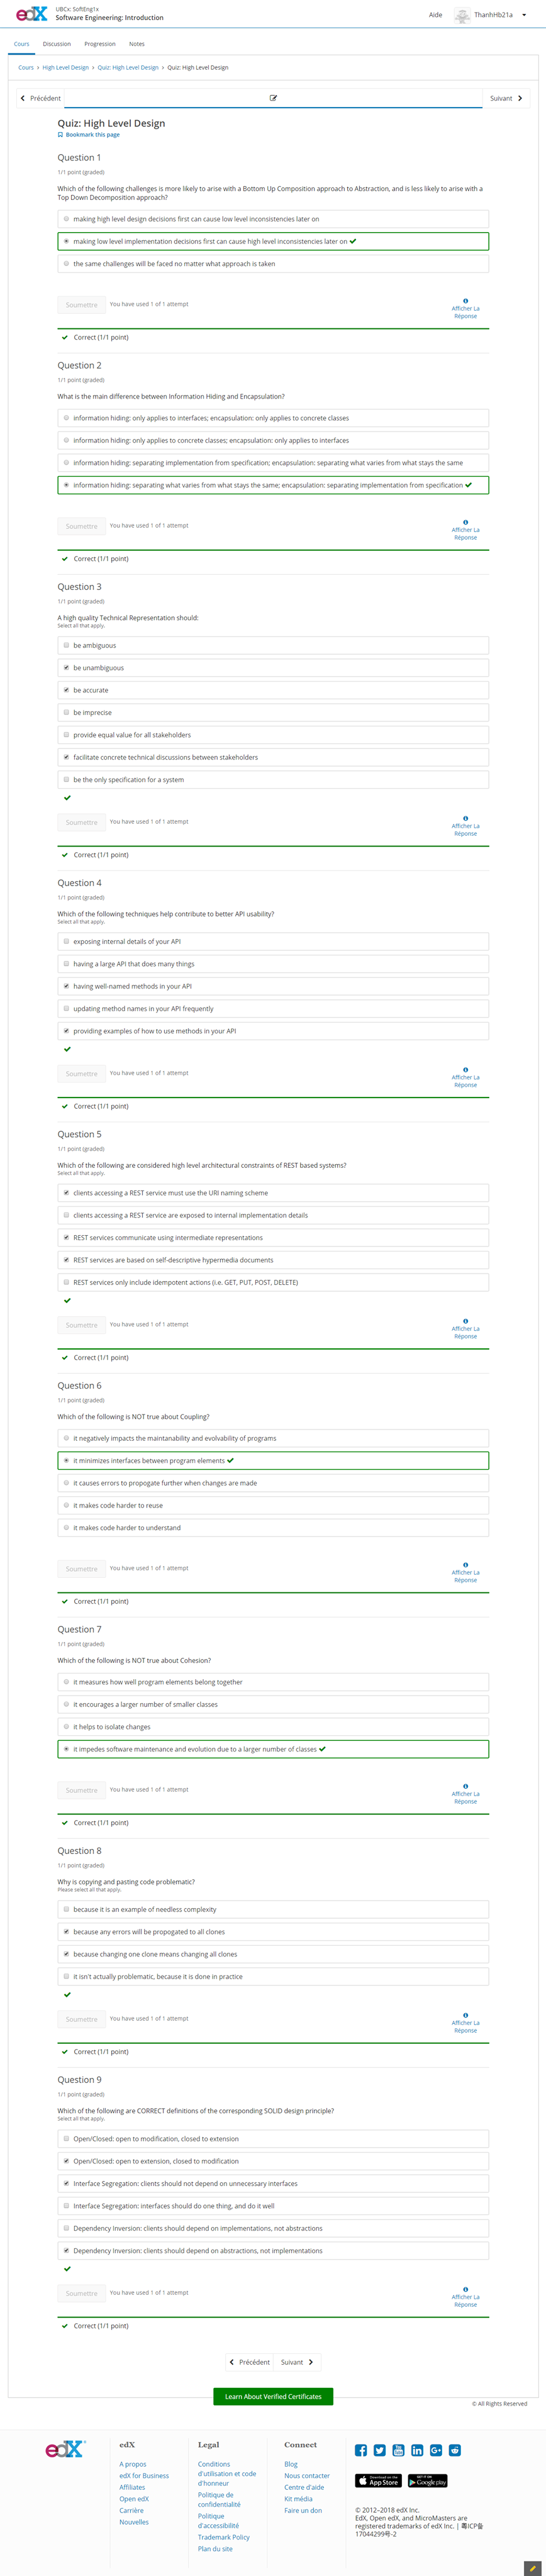 edX
UBCx: SoftEng1x
Software Engineering: Introduction
Aide
ThanhHb21a
Cours
Discussion
Progression
Notes
Cours › High Level Design › Quiz: High Level Design › Quiz: High Level Design
Précédent
Suivant
Quiz: High Level Design
Bookmark this page
Question 1
1/1 point (graded)
Which of the following challenges is more likely to arise with a Bottom Up Composition approach to Abstraction, and is less likely to arise with a
Top Down Decomposition approach?
making high level design decisions first can cause low level inconsistencies later on
making low level implementation decisions first can cause high level inconsistencies later on
the same challenges will be faced no matter what approach is taken
Soumettre
You have used 1 of 1 attempt
Afficher La
Réponse
Correct (1/1 point)
Question 2
1/1 point (graded)
What is the main difference between Information Hiding and Encapsulation?
information hiding: only applies to interfaces; encapsulation: only applies to concrete classes
information hiding: only applies to concrete classes; encapsulation: only applies to interfaces
information hiding: separating implementation from specification; encapsulation: separating what varies from what stays the same
information hiding: separating what varies from what stays the same; encapsulation: separating implementation from specification
Soumettre
You have used 1 of 1 attempt
Afficher La
Réponse
Correct (1/1 point)
Question 3
1/1 point (graded)
A high quality Technical Representation should:
Select all that apply.
be ambiguous
be unambiguous
be accurate
be imprecise
provide equal value for all stakeholders
facilitate concrete technical discussions between stakeholders
be the only specification for a system
Soumettre
You have used 1 of 1 attempt
Afficher La
Réponse
Correct (1/1 point)
Question 4
1/1 point (graded)
Which of the following techniques help contribute to better API usability?
Select all that apply.
exposing internal details of your API
having a large API that does many things
having well-named methods in your API
updating method names in your API frequently
providing examples of how to use methods in your API
Soumettre
You have used 1 of 1 attempt
Afficher La
Réponse
Correct (1/1 point)
Question 5
1/1 point (graded)
Which of the following are considered high level architectural constraints of REST based systems?
Select all that apply.
clients accessing a REST service must use the URI naming scheme
clients accessing a REST service are exposed to internal implementation details
REST services communicate using intermediate representations
REST services are based on self-descriptive hypermedia documents
REST services only include idempotent actions (i.e. GET, PUT, POST, DELETE)
Soumettre
You have used 1 of 1 attempt
Afficher La
Réponse
Correct (1/1 point)
Question 6
1/1 point (graded)
Which of the following is NOT true about Coupling?
it negatively impacts the maintanability and evolvability of programs
it minimizes interfaces between program elements
it causes errors to propogate further when changes are made
it makes code harder to reuse
it makes code harder to understand
Soumettre
You have used 1 of 1 attempt
Afficher La
Réponse
Correct (1/1 point)
Question 7
1/1 point (graded)
Which of the following is NOT true about Cohesion?
it measures how well program elements belong together
it encourages a larger number of smaller classes
it helps to isolate changes
it impedes software maintenance and evolution due to a larger number of classes
Soumettre
You have used 1 of 1 attempt
Afficher La
Réponse
Correct (1/1 point)
Question 8
1/1 point (graded)
Why is copying and pasting code problematic?
Please select all that apply.
because it is an example of needless complexity
because any errors will be propogated to all clones
because changing one clone means changing all clones
it isn't actually problematic, because it is done in practice
Soumettre
You have used 1 of 1 attempt
Afficher La
Réponse
Correct (1/1 point)
Question 9
1/1 point (graded)
Which of the following are CORRECT definitions of the corresponding SOLID design principle?
Select all that apply.
Open/Closed: open to modification, closed to extension
Open/Closed: open to extension, closed to modification
Interface Segregation: clients should not depend on unnecessary interfaces
Interface Segregation: interfaces should do one thing, and do it well
Dependency Inversion: clients should depend on implementations, not abstractions
Dependency Inversion: clients should depend on abstractions, not implementations
Soumettre
You have used 1 of 1 attempt
Afficher La
Réponse
Correct (1/1 point)
Précédent
Suivant
Learn About Verified Certificates
© All Rights Reserved
edX
edX
A propos
edX for Business
Affiliates
Open edX
Carrière
Nouvelles
Legal
Conditions
d'utilisation et code
d'honneur
Politique de
confidentialité
Politique
d'accessibilité
Trademark Policy
Plan du site
Connect
Blog
Nous contacter
Centre d'aide
Kit média
Faire un don
Download on the
App Store
GET IT ON
Google play
© 2012–2018 edX Inc.
EdX, Open edX, and MicroMasters are
registered trademarks of edX Inc. | 粤ICP备
17044299号-2